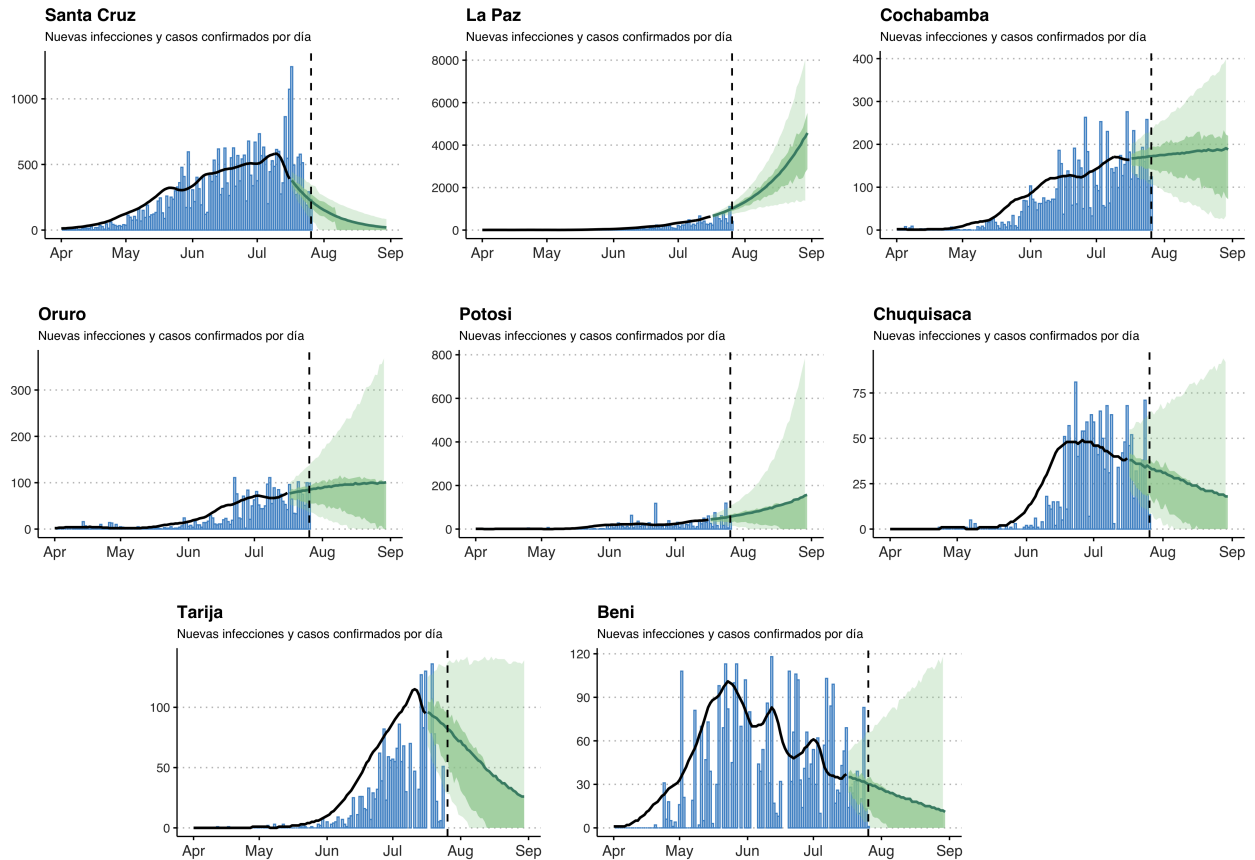 Santa Cruz
Nuevas infecciones y casos confirmados por día
1000
500
0
Apr May Jun Jul Aug Sep
La Paz
Nuevas infecciones y casos confirmados por día
8000
6000
4000
2000
0
Apr May Jun Jul Aug Sep
Cochabamba
Nuevas infecciones y casos confirmados por día
400
300
200
100
0
Apr May Jun Jul Aug Sep
Oruro
Nuevas infecciones y casos confirmados por día
300
200
100
0
Apr May Jun Jul Aug Sep
Potosi
Nuevas infecciones y casos confirmados por día
800
600
400
200
0
Apr May Jun Jul Aug Sep
Chuquisaca
Nuevas infecciones y casos confirmados por día
75
50
25
0
Apr May Jun Jul Aug Sep
Tarija
Nuevas infecciones y casos confirmados por día
100
50
0
Apr May Jun Jul Aug Sep
Beni
Nuevas infecciones y casos confirmados por día
120
90
60
30
0
Apr May Jun Jul Aug Sep